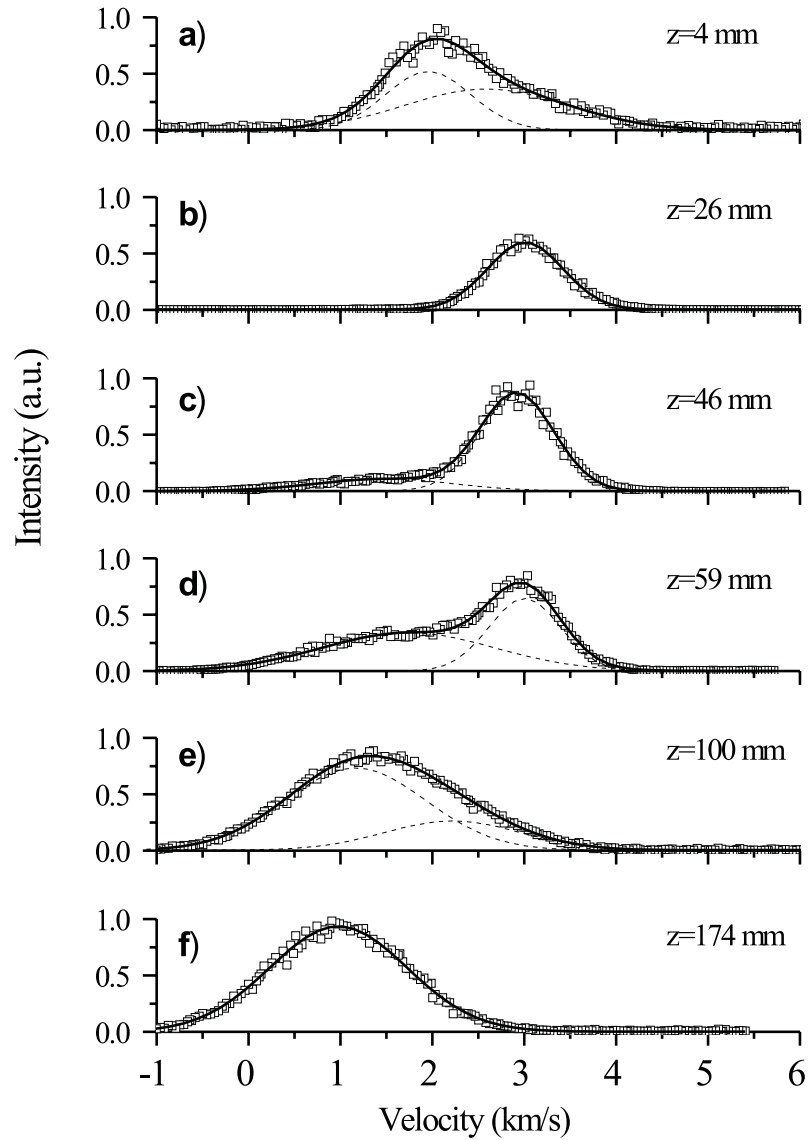 1.0
a)
z=4 mm
0.5
0.0
1.0
b)
z=26 mm
0.5
0.0
1.0
c)
z=46 mm
0.5
0.0
Intensity (a.u.)
1.0
d)
z=59 mm
0.5
0.0
1.0
e)
z=100 mm
0.5
0.0
1.0
f)
z=174 mm
0.5
0.0
-1 0 1 2 3 4 5 6
Velocity (km/s)